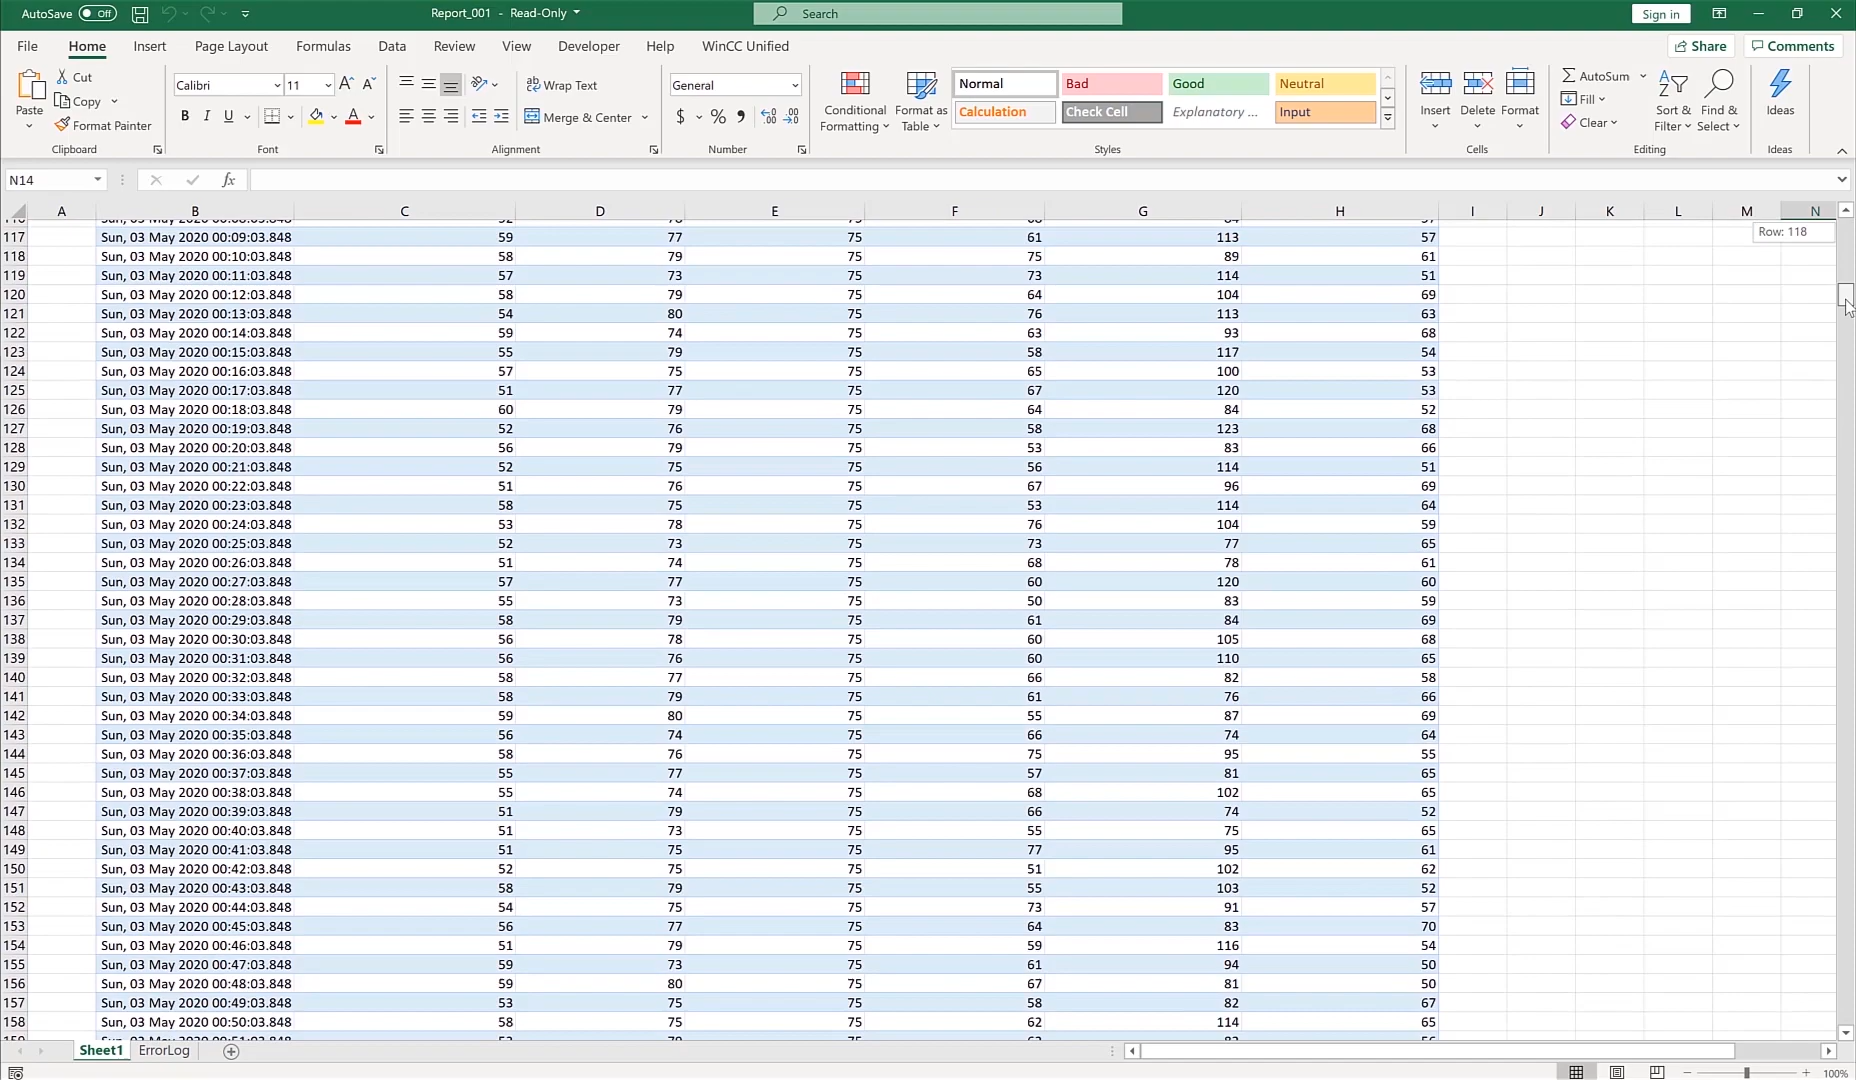 AutoSave Off Report_001 - Read-Only Search Sign in
File Home Insert Page Layout Formulas Data Review View Developer Help WinCC Unified Share Comments
Paste Cut Copy Format Painter Clipboard
Calibri 11 A A B I U A Font
ab Wrap Text Merge & Center Alignment
General $ % Number
Conditional Formatting Format as Table
Normal Bad Good Neutral
Calculation Check Cell Explanatory ... Input
Styles
Insert Delete Format Cells
AutoSum Fill Clear Sort & Filter Find & Select Editing
Ideas Ideas
N14 fx
A B C D E F G H I J K L M N
Row: 118
117 Sun, 03 May 2020 00:09:03.848 59 77 75 61 113 57
118 Sun, 03 May 2020 00:10:03.848 58 79 75 75 89 61
119 Sun, 03 May 2020 00:11:03.848 57 73 75 73 114 51
120 Sun, 03 May 2020 00:12:03.848 58 79 75 64 104 69
121 Sun, 03 May 2020 00:13:03.848 54 80 75 76 113 63
122 Sun, 03 May 2020 00:14:03.848 59 74 75 63 93 68
123 Sun, 03 May 2020 00:15:03.848 55 79 75 58 117 54
124 Sun, 03 May 2020 00:16:03.848 57 75 75 65 100 53
125 Sun, 03 May 2020 00:17:03.848 51 77 75 67 120 53
126 Sun, 03 May 2020 00:18:03.848 60 79 75 64 84 52
127 Sun, 03 May 2020 00:19:03.848 52 76 75 58 123 68
128 Sun, 03 May 2020 00:20:03.848 56 79 75 53 83 66
129 Sun, 03 May 2020 00:21:03.848 52 75 75 56 114 51
130 Sun, 03 May 2020 00:22:03.848 51 76 75 67 96 69
131 Sun, 03 May 2020 00:23:03.848 58 75 75 53 114 64
132 Sun, 03 May 2020 00:24:03.848 53 78 75 76 104 59
133 Sun, 03 May 2020 00:25:03.848 52 73 75 73 77 65
134 Sun, 03 May 2020 00:26:03.848 51 74 75 68 78 61
135 Sun, 03 May 2020 00:27:03.848 57 77 75 60 120 60
136 Sun, 03 May 2020 00:28:03.848 55 73 75 50 83 59
137 Sun, 03 May 2020 00:29:03.848 58 79 75 61 84 69
138 Sun, 03 May 2020 00:30:03.848 56 78 75 60 105 68
139 Sun, 03 May 2020 00:31:03.848 56 76 75 60 110 65
140 Sun, 03 May 2020 00:32:03.848 58 77 75 66 82 58
141 Sun, 03 May 2020 00:33:03.848 58 79 75 61 76 66
142 Sun, 03 May 2020 00:34:03.848 59 80 75 55 87 69
143 Sun, 03 May 2020 00:35:03.848 56 74 75 66 74 64
144 Sun, 03 May 2020 00:36:03.848 58 76 75 75 95 55
145 Sun, 03 May 2020 00:37:03.848 55 77 75 57 81 65
146 Sun, 03 May 2020 00:38:03.848 55 74 75 68 102 65
147 Sun, 03 May 2020 00:39:03.848 51 79 75 66 74 52
148 Sun, 03 May 2020 00:40:03.848 51 73 75 55 75 65
149 Sun, 03 May 2020 00:41:03.848 51 75 75 77 95 61
150 Sun, 03 May 2020 00:42:03.848 52 75 75 51 102 62
151 Sun, 03 May 2020 00:43:03.848 58 79 75 55 103 52
152 Sun, 03 May 2020 00:44:03.848 54 75 75 73 91 57
153 Sun, 03 May 2020 00:45:03.848 56 77 75 64 83 70
154 Sun, 03 May 2020 00:46:03.848 51 79 75 59 116 54
155 Sun, 03 May 2020 00:47:03.848 59 73 75 61 94 50
156 Sun, 03 May 2020 00:48:03.848 59 80 75 67 81 50
157 Sun, 03 May 2020 00:49:03.848 53 75 75 58 82 67
158 Sun, 03 May 2020 00:50:03.848 58 75 75 62 114 65
Sheet1 ErrorLog
100%